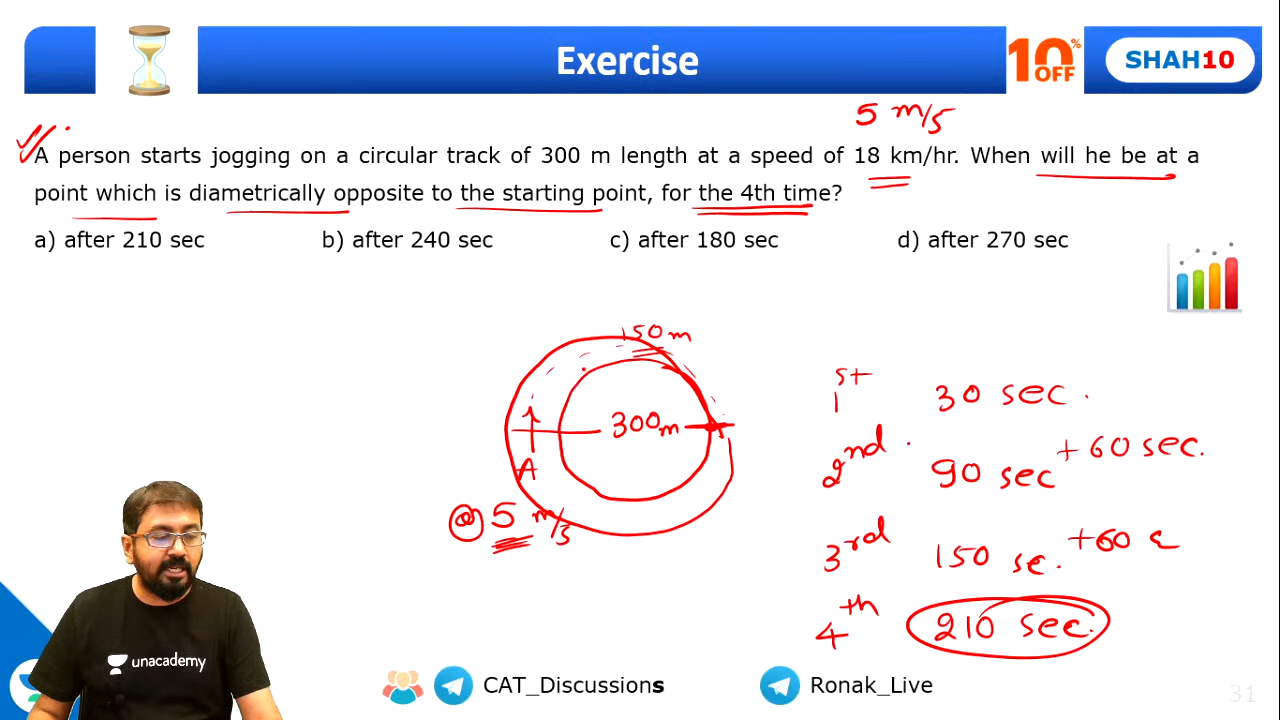 Exercise
10% OFF
SHAH10
5 m/s
A person starts jogging on a circular track of 300 m length at a speed of 18 km/hr. When will he be at a
point which is diametrically opposite to the starting point, for the 4th time?
a) after 210 sec
b) after 240 sec
c) after 180 sec
d) after 270 sec
150 m
300m
A
@ 5 m/s
1st 30 sec.
2nd 90 sec +60 sec.
3rd 150 se. +60 s
4th 210 sec.
unacademy
CAT_Discussions
Ronak_Live
31